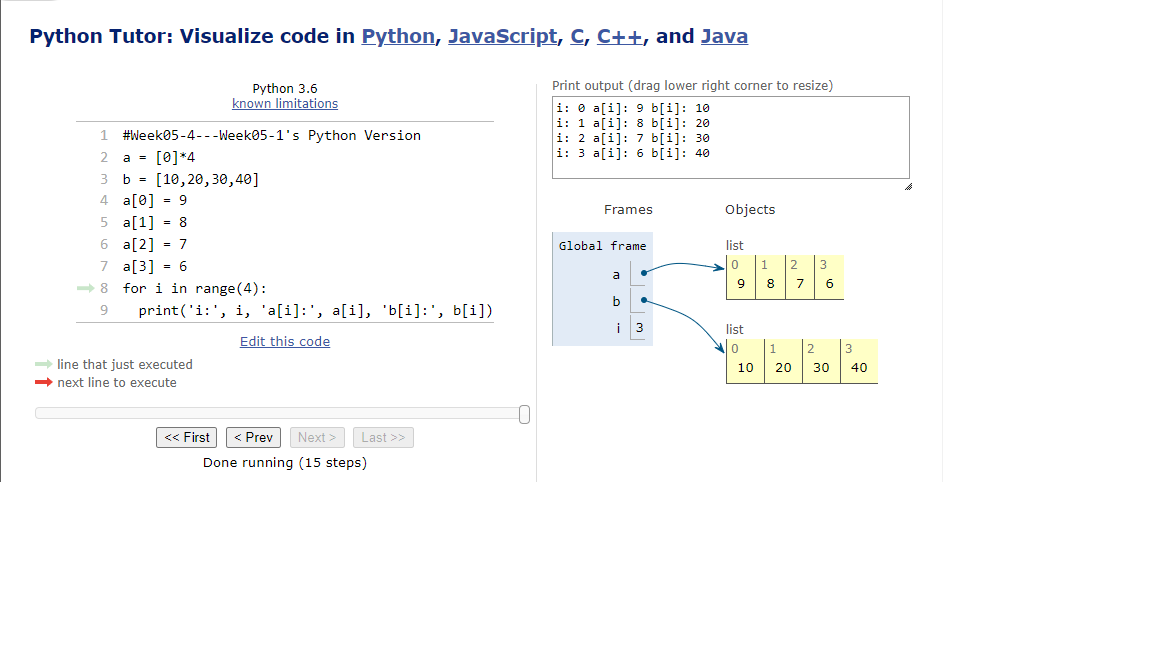 Python Tutor: Visualize code in Python, JavaScript, C, C++, and Java
Python 3.6
known limitations
1 #Week05-4---Week05-1's Python Version
2 a = [0]*4
3 b = [10,20,30,40]
4 a[0] = 9
5 a[1] = 8
6 a[2] = 7
7 a[3] = 6
8 for i in range(4):
9 print('i:', i, 'a[i]:', a[i], 'b[i]:', b[i])
Edit this code
line that just executed
next line to execute
<< First < Prev Next > Last >>
Done running (15 steps)
Print output (drag lower right corner to resize)
i: 0 a[i]: 9 b[i]: 10
i: 1 a[i]: 8 b[i]: 20
i: 2 a[i]: 7 b[i]: 30
i: 3 a[i]: 6 b[i]: 40
Frames Objects
Global frame
a
b
i 3
list
0 1 2 3
9 8 7 6
list
0 1 2 3
10 20 30 40